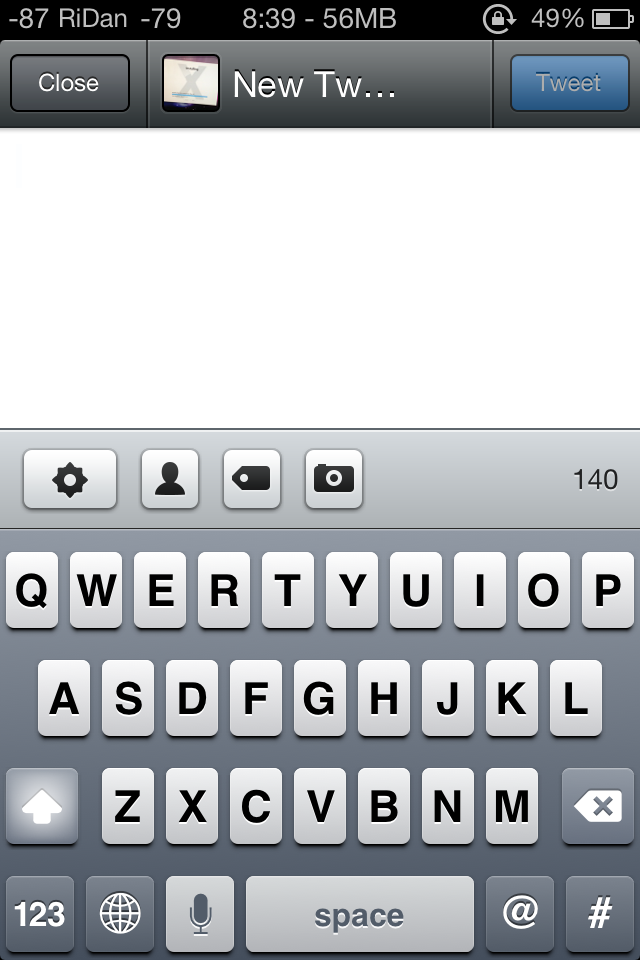 -87 RiDan -79 8:39 - 56MB 49%
Close New Tw... Tweet
140
Q W E R T Y U I O P
A S D F G H J K L
Z X C V B N M
123 space @ #